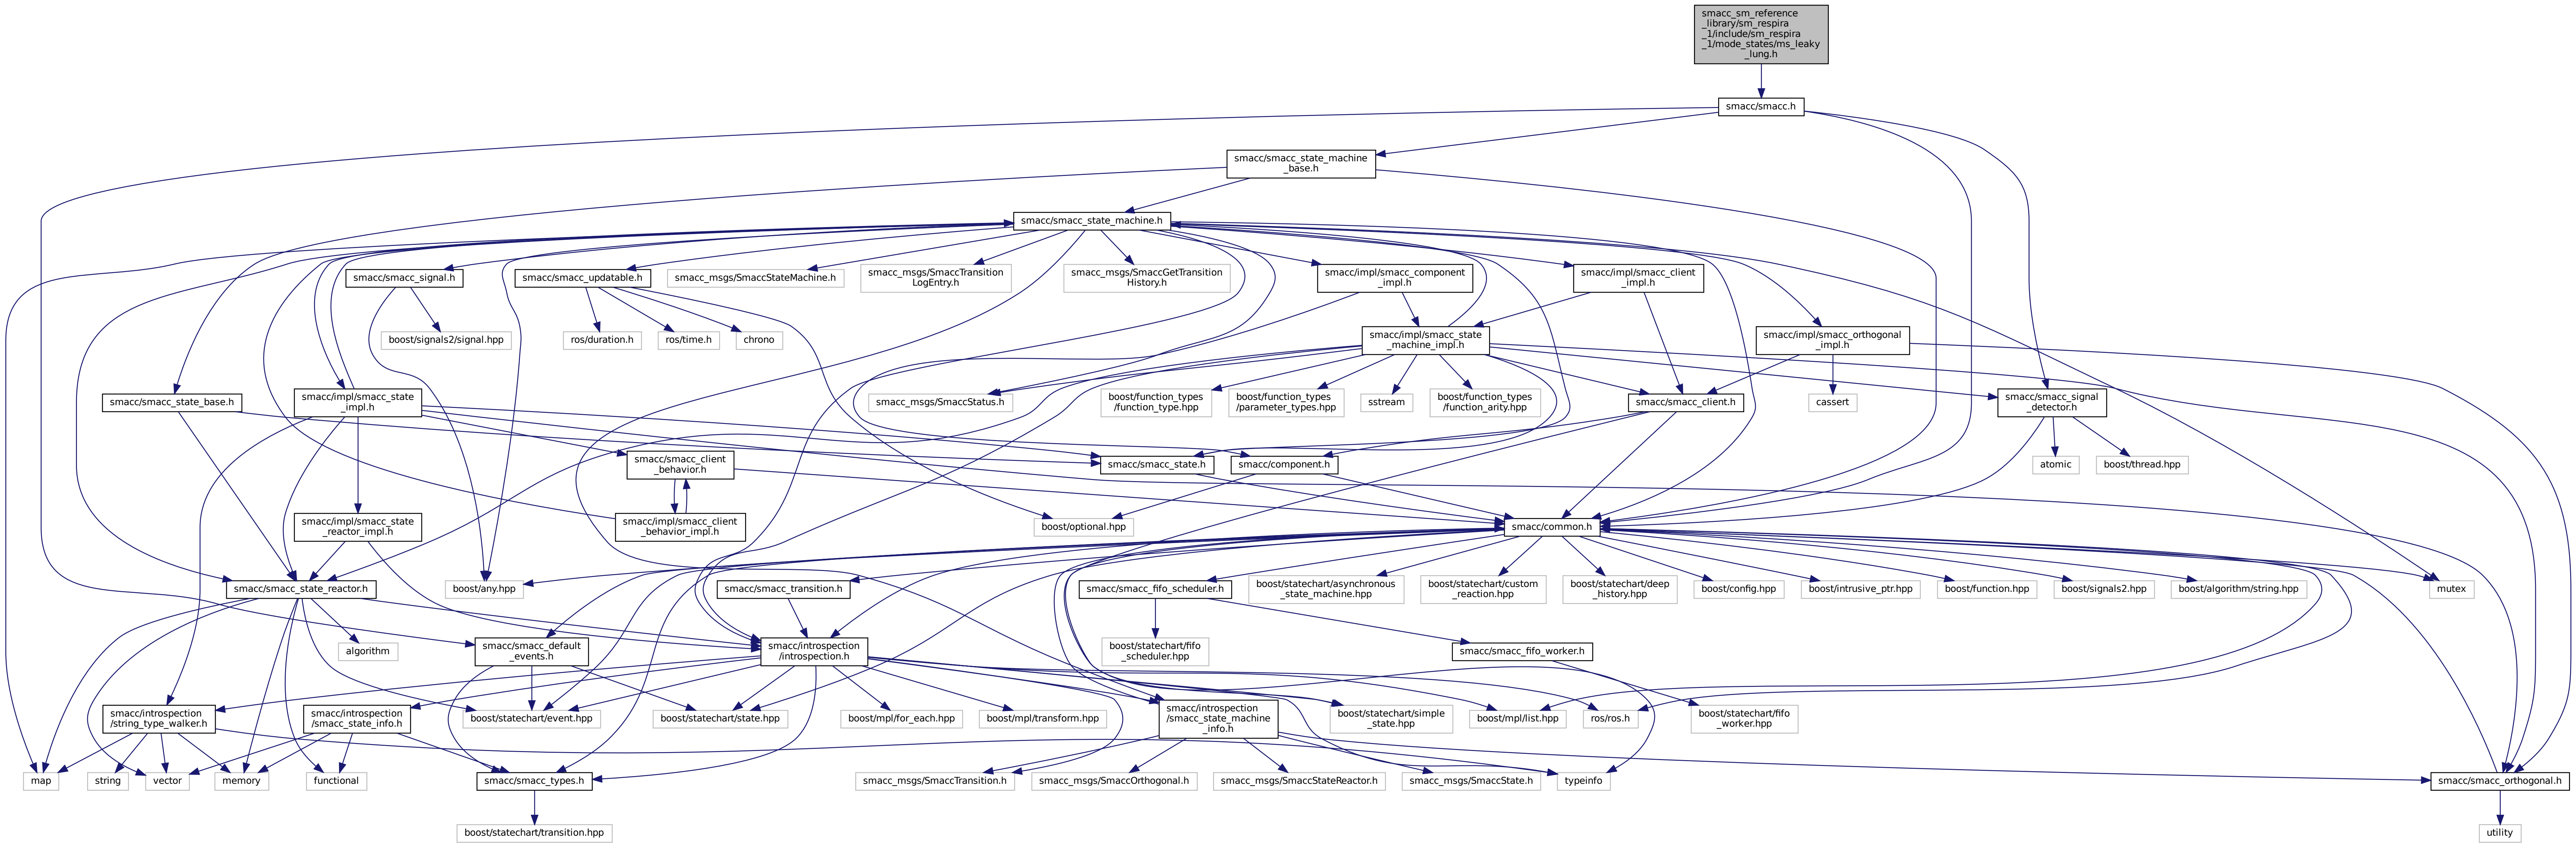 smacc_sm_reference
_library/sm_respira
_1/include/sm_respira
_1/mode_states/ms_leaky
_lung.h
smacc/smacc.h
smacc/smacc_state_machine
_base.h
smacc/smacc_state_machine.h
smacc/smacc_signal.h
smacc/smacc_updatable.h
smacc_msgs/SmaccStateMachine.h
smacc_msgs/SmaccTransition
LogEntry.h
smacc_msgs/SmaccGetTransition
History.h
smacc/impl/smacc_component
_impl.h
smacc/impl/smacc_client
_impl.h
boost/signals2/signal.hpp
ros/duration.h
ros/time.h
chrono
smacc/impl/smacc_state
_machine_impl.h
smacc/impl/smacc_orthogonal
_impl.h
smacc/smacc_state_base.h
smacc/impl/smacc_state
_impl.h
smacc_msgs/SmaccStatus.h
boost/function_types
/function_type.hpp
boost/function_types
/parameter_types.hpp
sstream
boost/function_types
/function_arity.hpp
smacc/smacc_client.h
cassert
smacc/smacc_signal
_detector.h
smacc/smacc_client
_behavior.h
smacc/smacc_state.h
smacc/component.h
atomic
boost/thread.hpp
smacc/impl/smacc_state
_reactor_impl.h
smacc/impl/smacc_client
_behavior_impl.h
boost/optional.hpp
smacc/common.h
smacc/smacc_state_reactor.h
boost/any.hpp
smacc/smacc_transition.h
smacc/smacc_fifo_scheduler.h
boost/statechart/asynchronous
_state_machine.hpp
boost/statechart/custom
_reaction.hpp
boost/statechart/deep
_history.hpp
boost/config.hpp
boost/intrusive_ptr.hpp
boost/function.hpp
boost/signals2.hpp
boost/algorithm/string.hpp
mutex
algorithm
smacc/smacc_default
_events.h
smacc/introspection
/introspection.h
boost/statechart/fifo
_scheduler.hpp
smacc/smacc_fifo_worker.h
smacc/introspection
/string_type_walker.h
smacc/introspection
/smacc_state_info.h
boost/statechart/event.hpp
boost/statechart/state.hpp
boost/mpl/for_each.hpp
boost/mpl/transform.hpp
smacc/introspection
/smacc_state_machine
_info.h
boost/statechart/simple
_state.hpp
boost/mpl/list.hpp
ros/ros.h
boost/statechart/fifo
_worker.hpp
map
string
vector
memory
functional
smacc/smacc_types.h
smacc_msgs/SmaccTransition.h
smacc_msgs/SmaccOrthogonal.h
smacc_msgs/SmaccStateReactor.h
smacc_msgs/SmaccState.h
typeinfo
smacc/smacc_orthogonal.h
boost/statechart/transition.hpp
utility